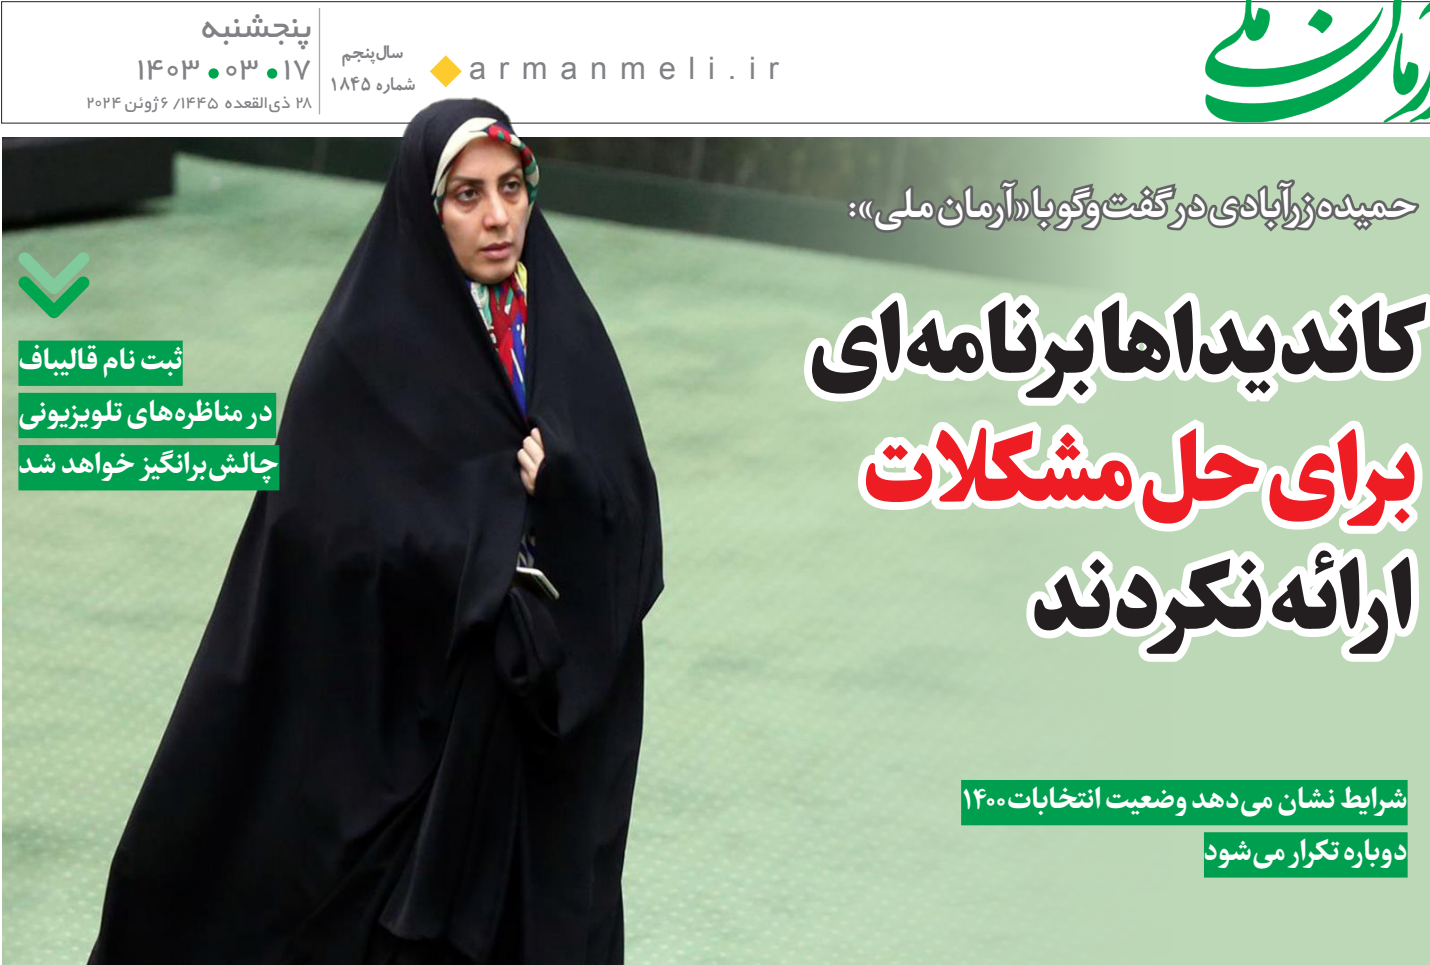 آرمان ملی
armanmeli.ir
سال پنجم
شماره ۱۸۴۵
پنجشنبه
۱۷ • ۰۳ • ۱۴۰۳
۲۸ ذی‌القعده ۱۴۴۵/ ۶ ژوئن ۲۰۲۴
حمیده زرآبادی در گفت‌وگو با «آرمان ملی»:
کاندیداها برنامه‌ای
برای حل مشکلات
ارائه نکردند
شرایط نشان می‌دهد وضعیت انتخابات ۱۴۰۰
دوباره تکرار می‌شود
ثبت نام قالیباف
در مناظره‌های تلویزیونی
چالش‌برانگیز خواهد شد